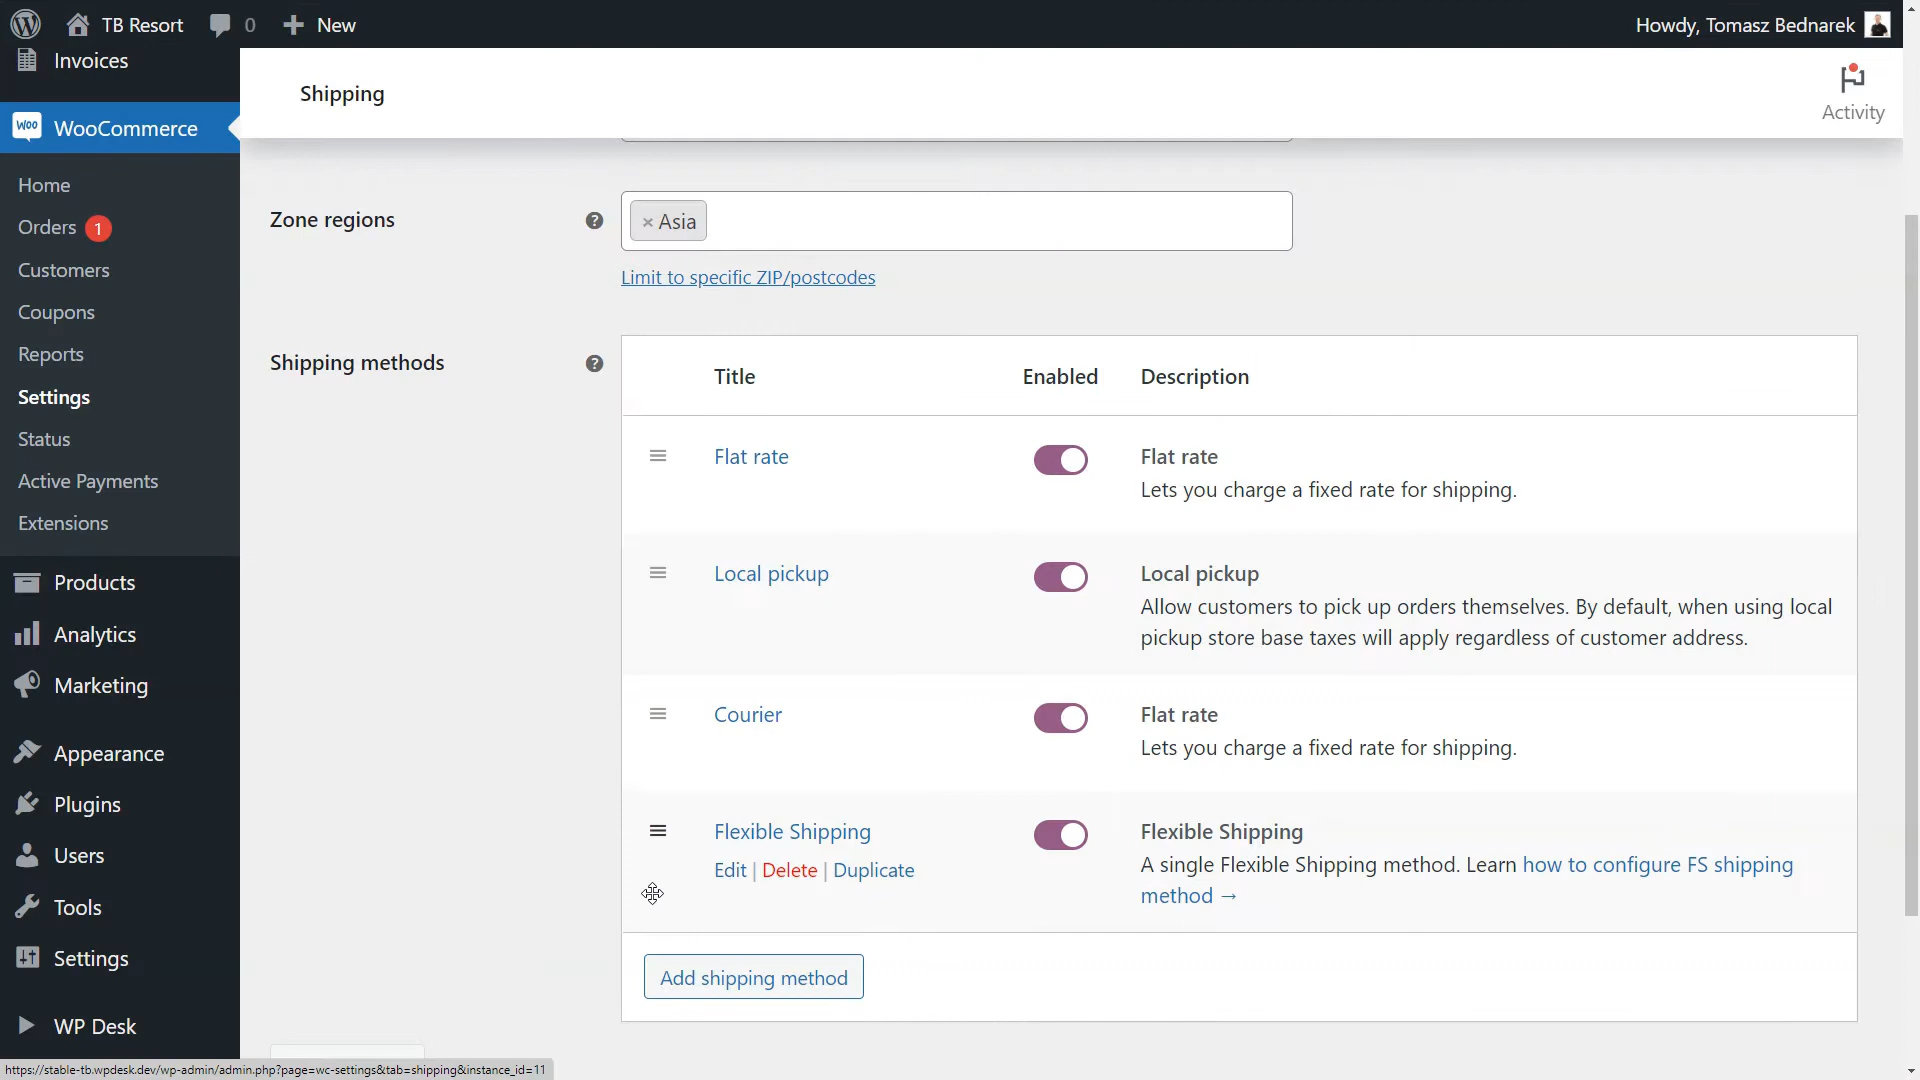 TB Resort
0
New
Howdy, Tomasz Bednarek
Invoices
WooCommerce
Home
Orders 1
Customers
Coupons
Reports
Settings
Status
Active Payments
Extensions
Products
Analytics
Marketing
Appearance
Plugins
Users
Tools
Settings
WP Desk
Shipping
Activity
Zone regions
?
× Asia
Limit to specific ZIP/postcodes
Shipping methods
?
Title Enabled Description
Flat rate
Flat rate
Lets you charge a fixed rate for shipping.
Local pickup
Local pickup
Allow customers to pick up orders themselves. By default, when using local
pickup store base taxes will apply regardless of customer address.
Courier
Flat rate
Lets you charge a fixed rate for shipping.
Flexible Shipping
Edit | Delete | Duplicate
Flexible Shipping
A single Flexible Shipping method. Learn how to configure FS shipping
method →
Add shipping method
https://stable-tb.wpdesk.dev/wp-admin/admin.php?page=wc-settings&tab=shipping&instance_id=11